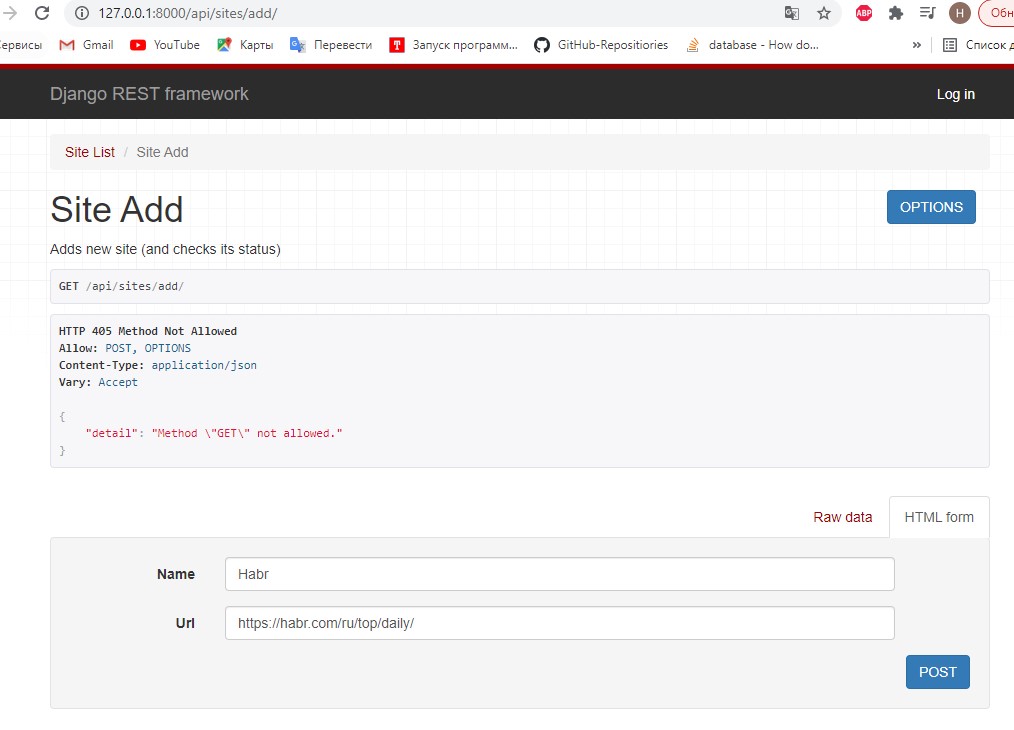 127.0.0.1:8000/api/sites/add/
ABP
H
ервисы Gmail YouTube Карты Перевести T Запуск программ... GitHub-Repositiories database - How do... » Список
Django REST framework Log in
Site List / Site Add
Site Add OPTIONS
Adds new site (and checks its status)
GET /api/sites/add/
HTTP 405 Method Not Allowed
Allow: POST, OPTIONS
Content-Type: application/json
Vary: Accept
{
"detail": "Method \"GET\" not allowed."
}
Raw data HTML form
Name Habr
Url https://habr.com/ru/top/daily/
POST